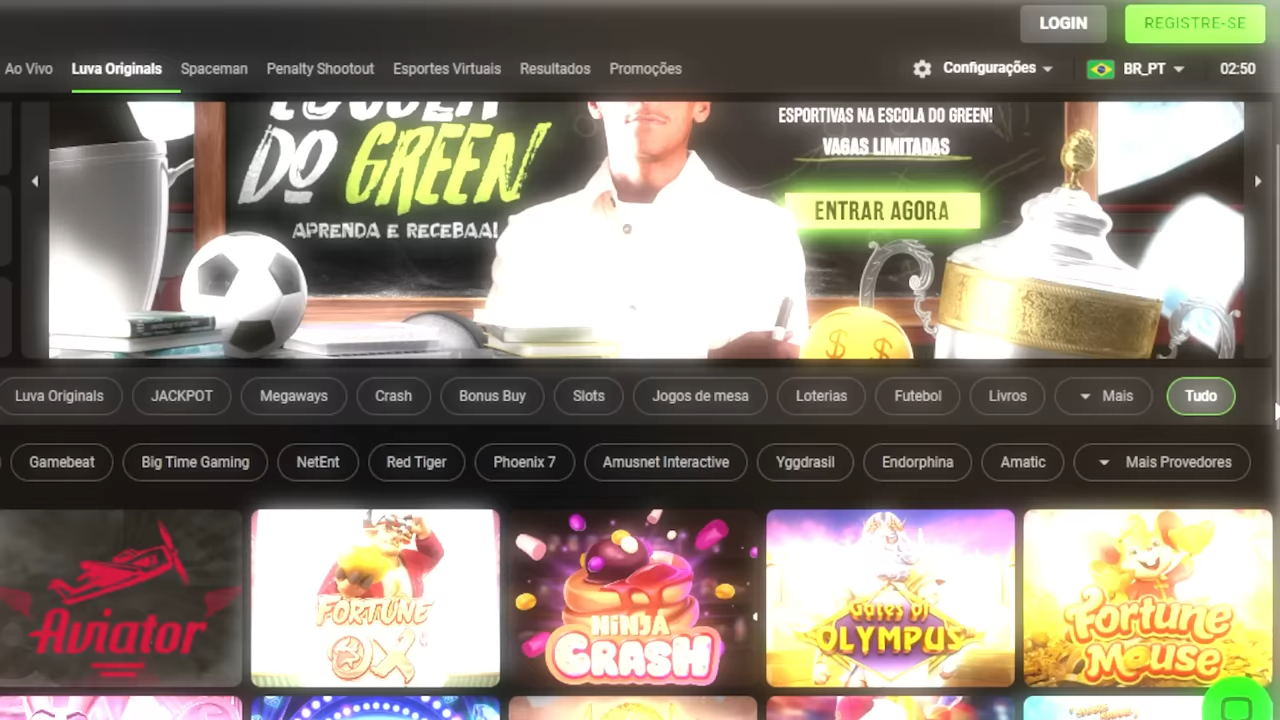 LOGIN
REGISTRE-SE
Ao Vivo
Luva Originals
Spaceman
Penalty Shootout
Esportes Virtuais
Resultados
Promoções
Configurações
BR_PT
02:50
DO GREEN
APRENDA E RECEBAA!
ESPORTIVAS NA ESCOLA DO GREEN!
VAGAS LIMITADAS
ENTRAR AGORA
Luva Originals
JACKPOT
Megaways
Crash
Bonus Buy
Slots
Jogos de mesa
Loterias
Futebol
Livros
Mais
Tudo
Gamebeat
Big Time Gaming
NetEnt
Red Tiger
Phoenix 7
Amusnet Interactive
Yggdrasil
Endorphina
Amatic
Mais Provedores
Aviator
FORTUNE
OX
NINJA
CRASH
Gates of
OLYMPUS
Fortune
Mouse